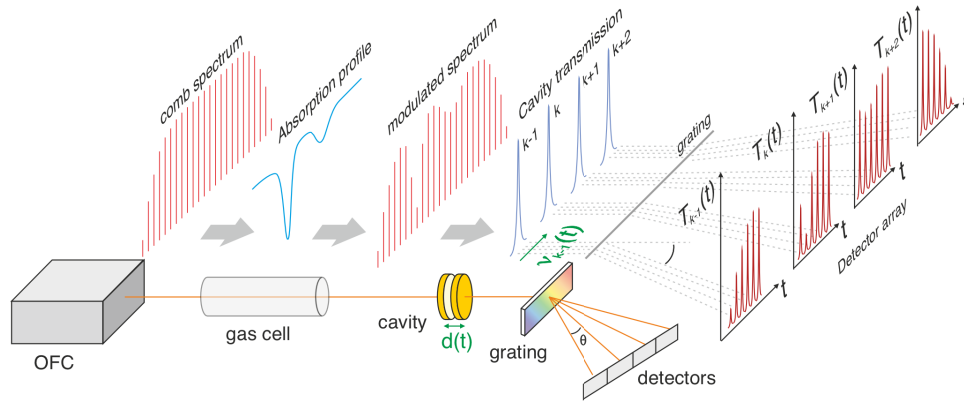 comb spectrum
Absorption profile
modulated spectrum
Cavity transmission
k-1
k
k+1
k+2
grating
ν_{k-1}(t)
T_{k-1}(t)
T_k(t)
T_{k+1}(t)
T_{k+2}(t)
t
t
t
Detector array
OFC
gas cell
cavity
d(t)
grating
θ
detectors